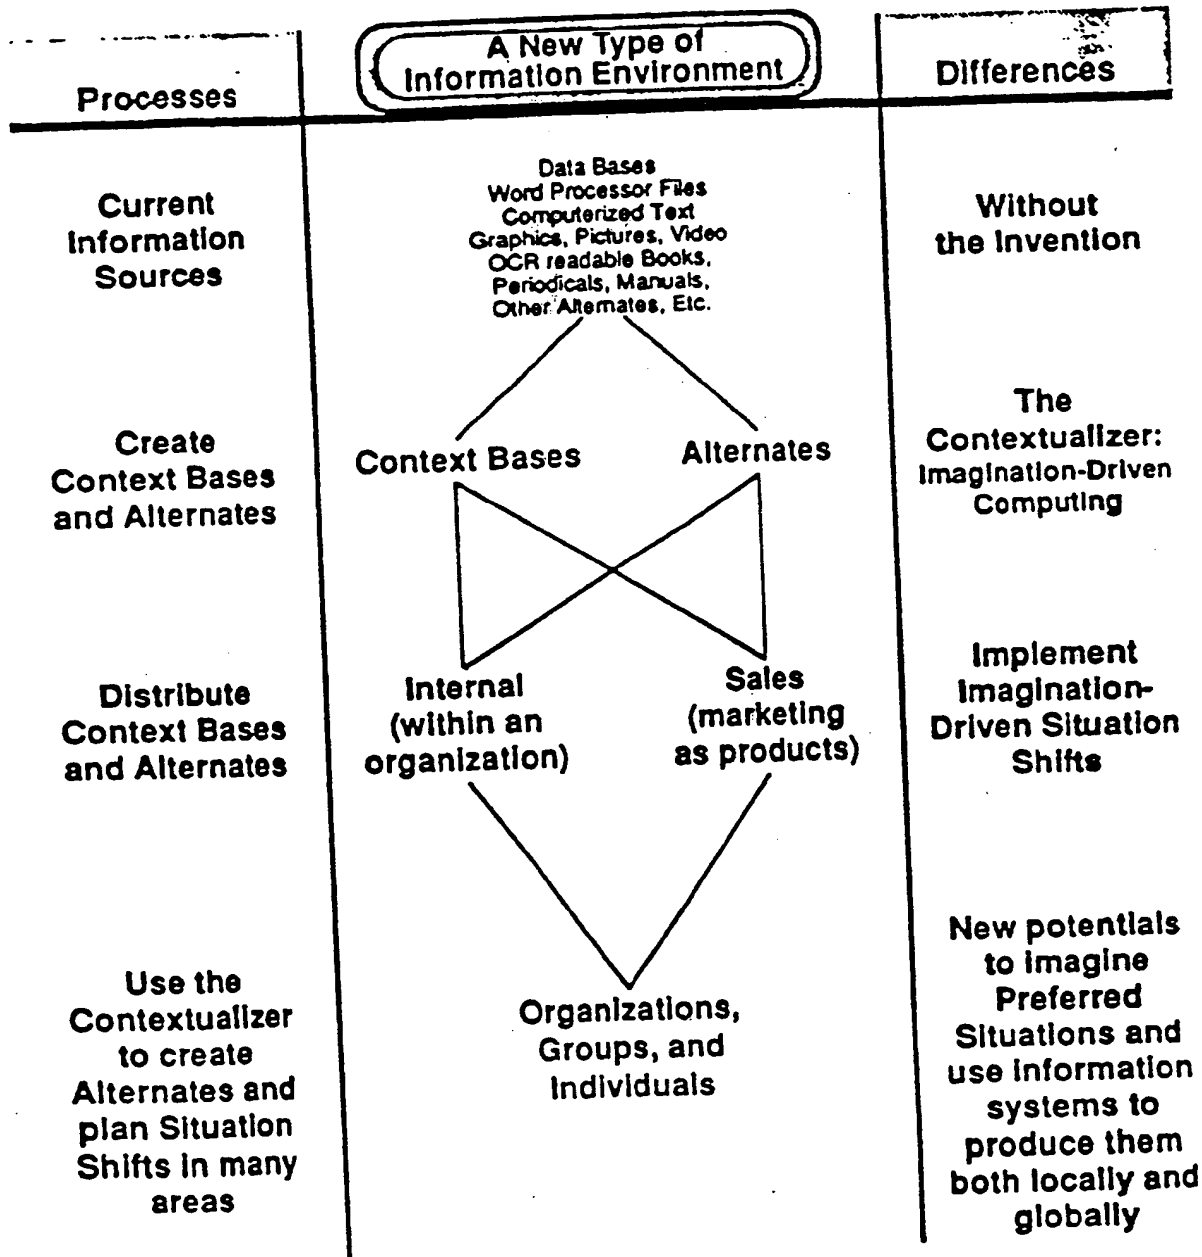 Processes
A New Type of
Information Environment
Differences
Current
Information
Sources
Data Bases
Word Processor Files
Computerized Text
Graphics, Pictures, Video
OCR readable Books,
Periodicals, Manuals,
Other Alternates, Etc.
Without
the Invention
Create
Context Bases
and Alternates
Context Bases
Alternates
The
Contextualizer:
Imagination-Driven
Computing
Distribute
Context Bases
and Alternates
Internal
(within an
organization)
Sales
(marketing
as products)
Implement
Imagination-
Driven Situation
Shifts
Use the
Contextualizer
to create
Alternates and
plan Situation
Shifts in many
areas
Organizations,
Groups, and
Individuals
New potentials
to imagine
Preferred
Situations and
use information
systems to
produce them
both locally and
globally